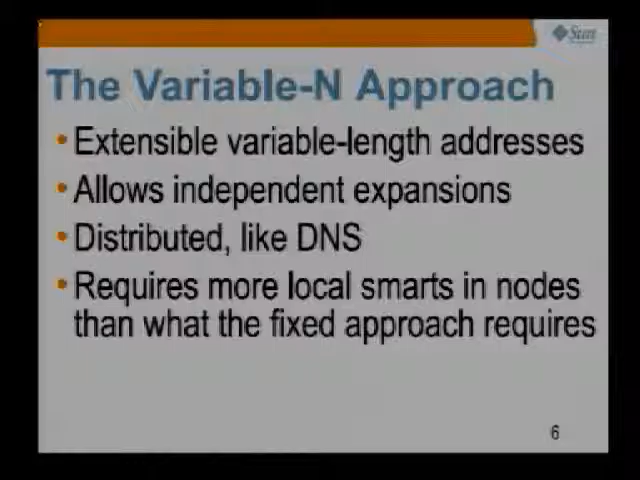 Sun
The Variable-N Approach
• Extensible variable-length addresses
• Allows independent expansions
• Distributed, like DNS
• Requires more local smarts in nodes
than what the fixed approach requires
6